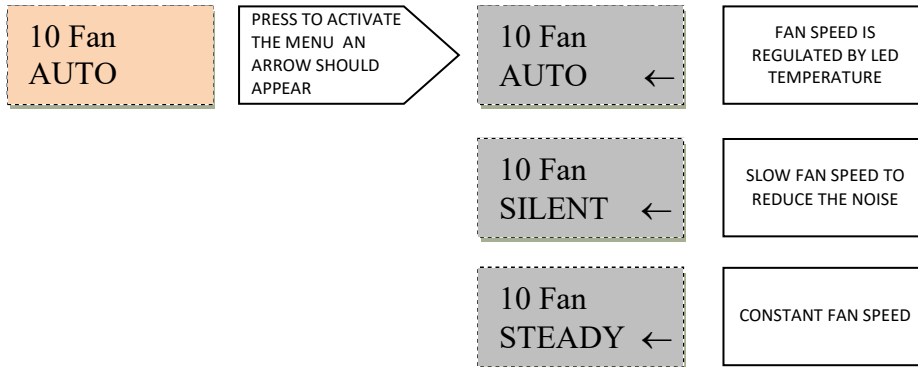 10 Fan
AUTO
PRESS TO ACTIVATE
THE MENU AN
ARROW SHOULD
APPEAR
10 Fan
AUTO ←
FAN SPEED IS
REGULATED BY LED
TEMPERATURE
10 Fan
SILENT ←
SLOW FAN SPEED TO
REDUCE THE NOISE
10 Fan
STEADY ←
CONSTANT FAN SPEED